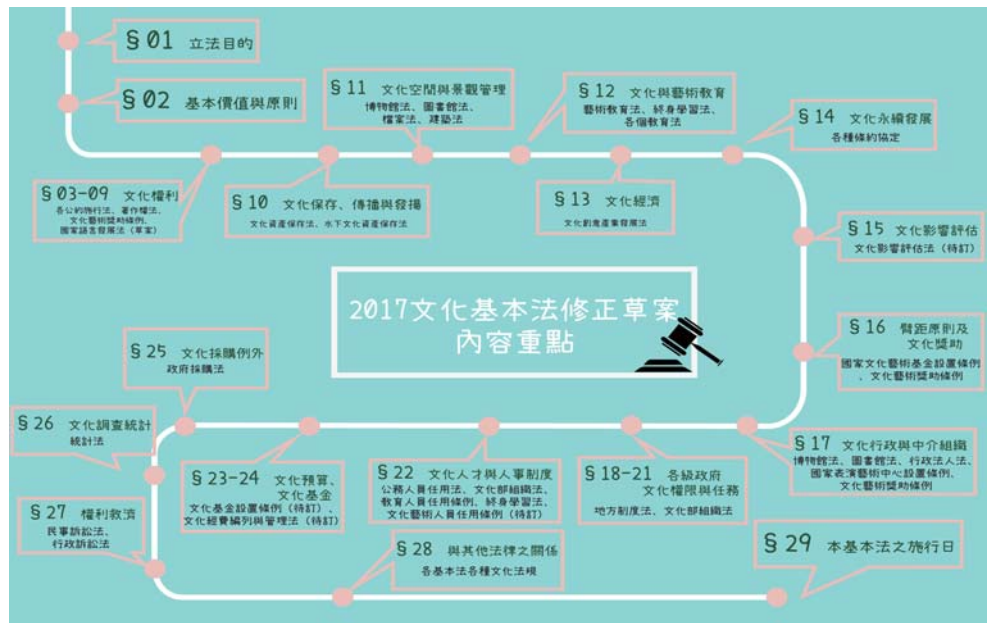 § 01 立法目的
§ 02 基本價值與原則
§ 03-09 文化權利
各公約施行法、著作權法、
文化藝術獎助條例、
國家語言發展法（草案）
§ 10 文化保存、傳播與發揚
文化資產保存法、水下文化資產保存法
§ 11 文化空間與景觀管理
博物館法、圖書館法、
檔案法、建築法
§ 12 文化與藝術教育
藝術教育法、終身學習法、
各個教育法
§ 13 文化經濟
文化創意產業發展法
§ 14 文化永續發展
各種條約協定
§ 15 文化影響評估
文化影響評估法（待訂）
2017文化基本法修正草案
內容重點
§ 16 臂距原則及
文化獎助
國家文化藝術基金設置條例
、文化藝術獎助條例
§ 17 文化行政與中介組織
博物館法、圖書館法、行政法人法、
國家表演藝術中心設置條例、
文化藝術獎助條例
§ 18-21 各級政府
文化權限與任務
地方制度法、文化部組織法
§ 22 文化人才與人事制度
公務人員任用法、文化部組織法、
教育人員任用條例、終身學習法、
文化藝術人員任用條例（待訂）
§ 23-24 文化預算、
文化基金
文化基金設置條例（待訂）、
文化經費編列與管理法（待訂）
§ 25 文化採購例外
政府採購法
§ 26 文化調查統計
統計法
§ 27 權利救濟
民事訴訟法、
行政訴訟法
§ 28 與其他法律之關係
各基本法各種文化法規
§ 29 本基本法之施行日